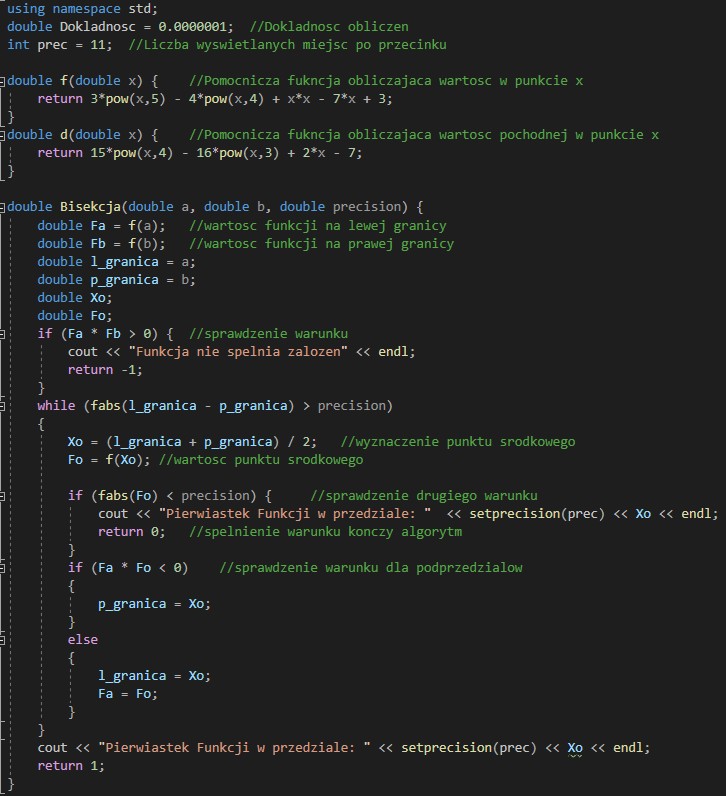 using namespace std;
double Dokladnosc = 0.0000001;  //Dokladnosc obliczen
int prec = 11;  //Liczba wyswietlanych miejsc po przecinku
double f(double x) {    //Pomocnicza fukncja obliczajaca wartosc w punkcie x
    return 3*pow(x,5) - 4*pow(x,4) + x*x - 7*x + 3;
}
double d(double x) {    //Pomocnicza fukncja obliczajaca wartosc pochodnej w punkcie x
    return 15*pow(x,4) - 16*pow(x,3) + 2*x - 7;
}
double Bisekcja(double a, double b, double precision) {
    double Fa = f(a);   //wartosc funkcji na lewej granicy
    double Fb = f(b);   //wartosc funkcji na prawej granicy
    double l_granica = a;
    double p_granica = b;
    double Xo;
    double Fo;
    if (Fa * Fb > 0) {  //sprawdzenie warunku
        cout << "Funkcja nie spelnia zalozen" << endl;
        return -1;
    }
    while (fabs(l_granica - p_granica) > precision)
    {
        Xo = (l_granica + p_granica) / 2;   //wyznaczenie punktu srodkowego
        Fo = f(Xo); //wartosc punktu srodkowego
        if (fabs(Fo) < precision) {     //sprawdzenie drugiego warunku
            cout << "Pierwiastek Funkcji w przedziale: "  << setprecision(prec) << Xo << endl;
            return 0;   //spelnienie warunku konczy algorytm
        }
        if (Fa * Fo < 0)    //sprawdzenie warunku dla podprzedzialow
        {
            p_granica = Xo;
        }
        else
        {
            l_granica = Xo;
            Fa = Fo;
        }
    }
    cout << "Pierwiastek Funkcji w przedziale: " << setprecision(prec) << Xo << endl;
    return 1;
}